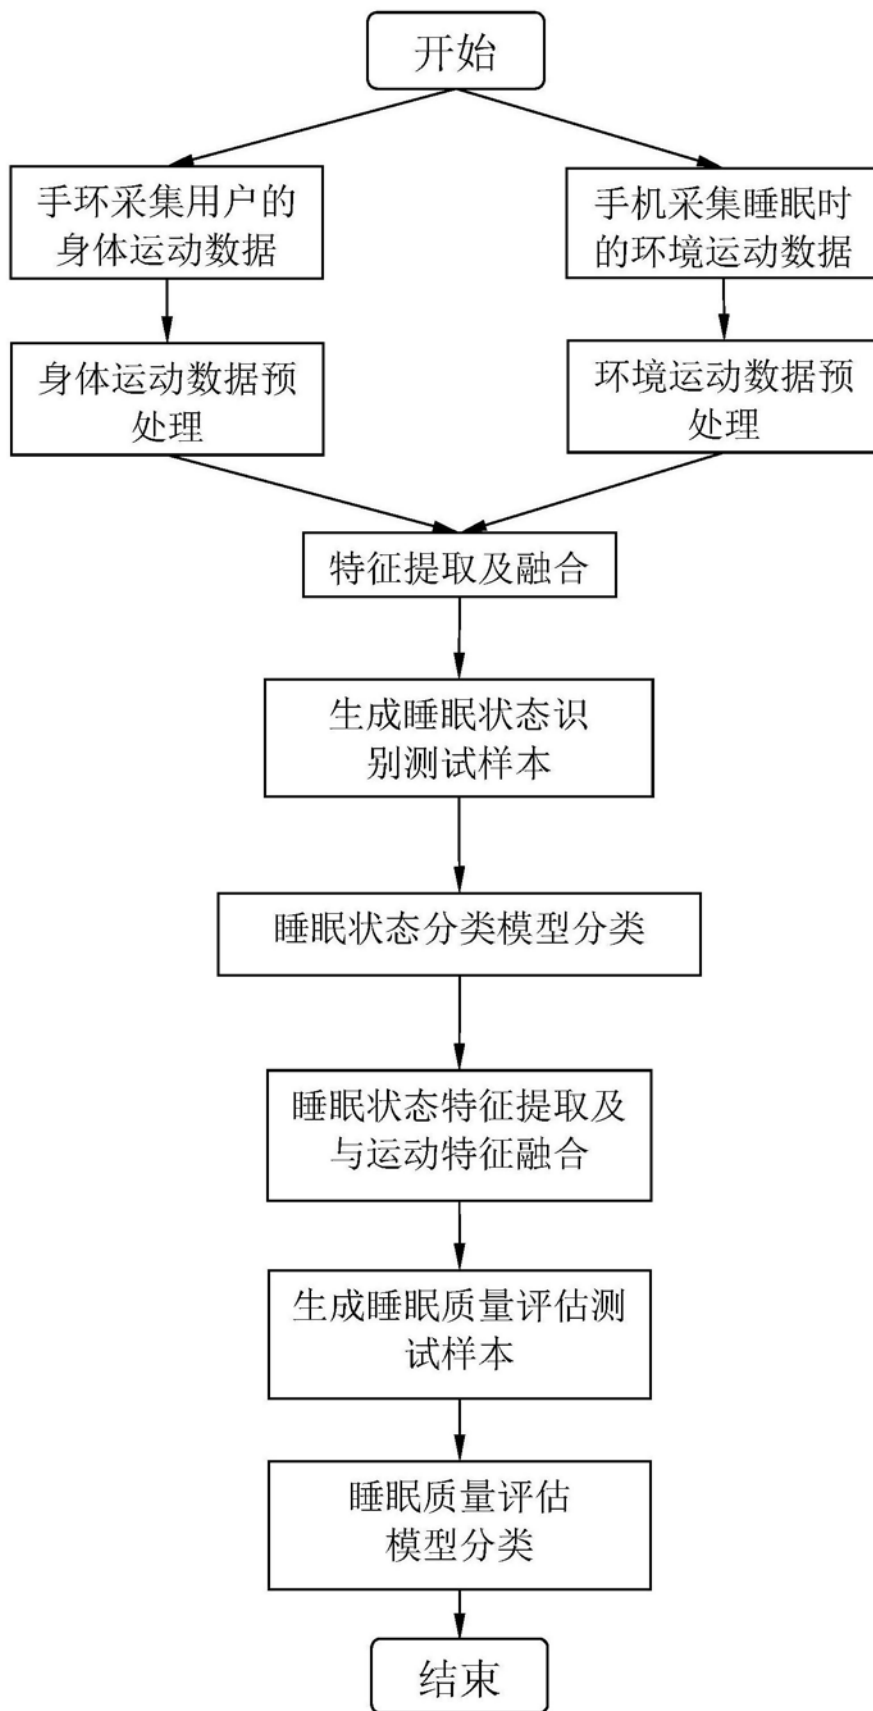 开始
手环采集用户的
身体运动数据
手机采集睡眠时
的环境运动数据
身体运动数据预
处理
环境运动数据预
处理
特征提取及融合
生成睡眠状态识
别测试样本
睡眠状态分类模型分类
睡眠状态特征提取及
与运动特征融合
生成睡眠质量评估测
试样本
睡眠质量评估
模型分类
结束